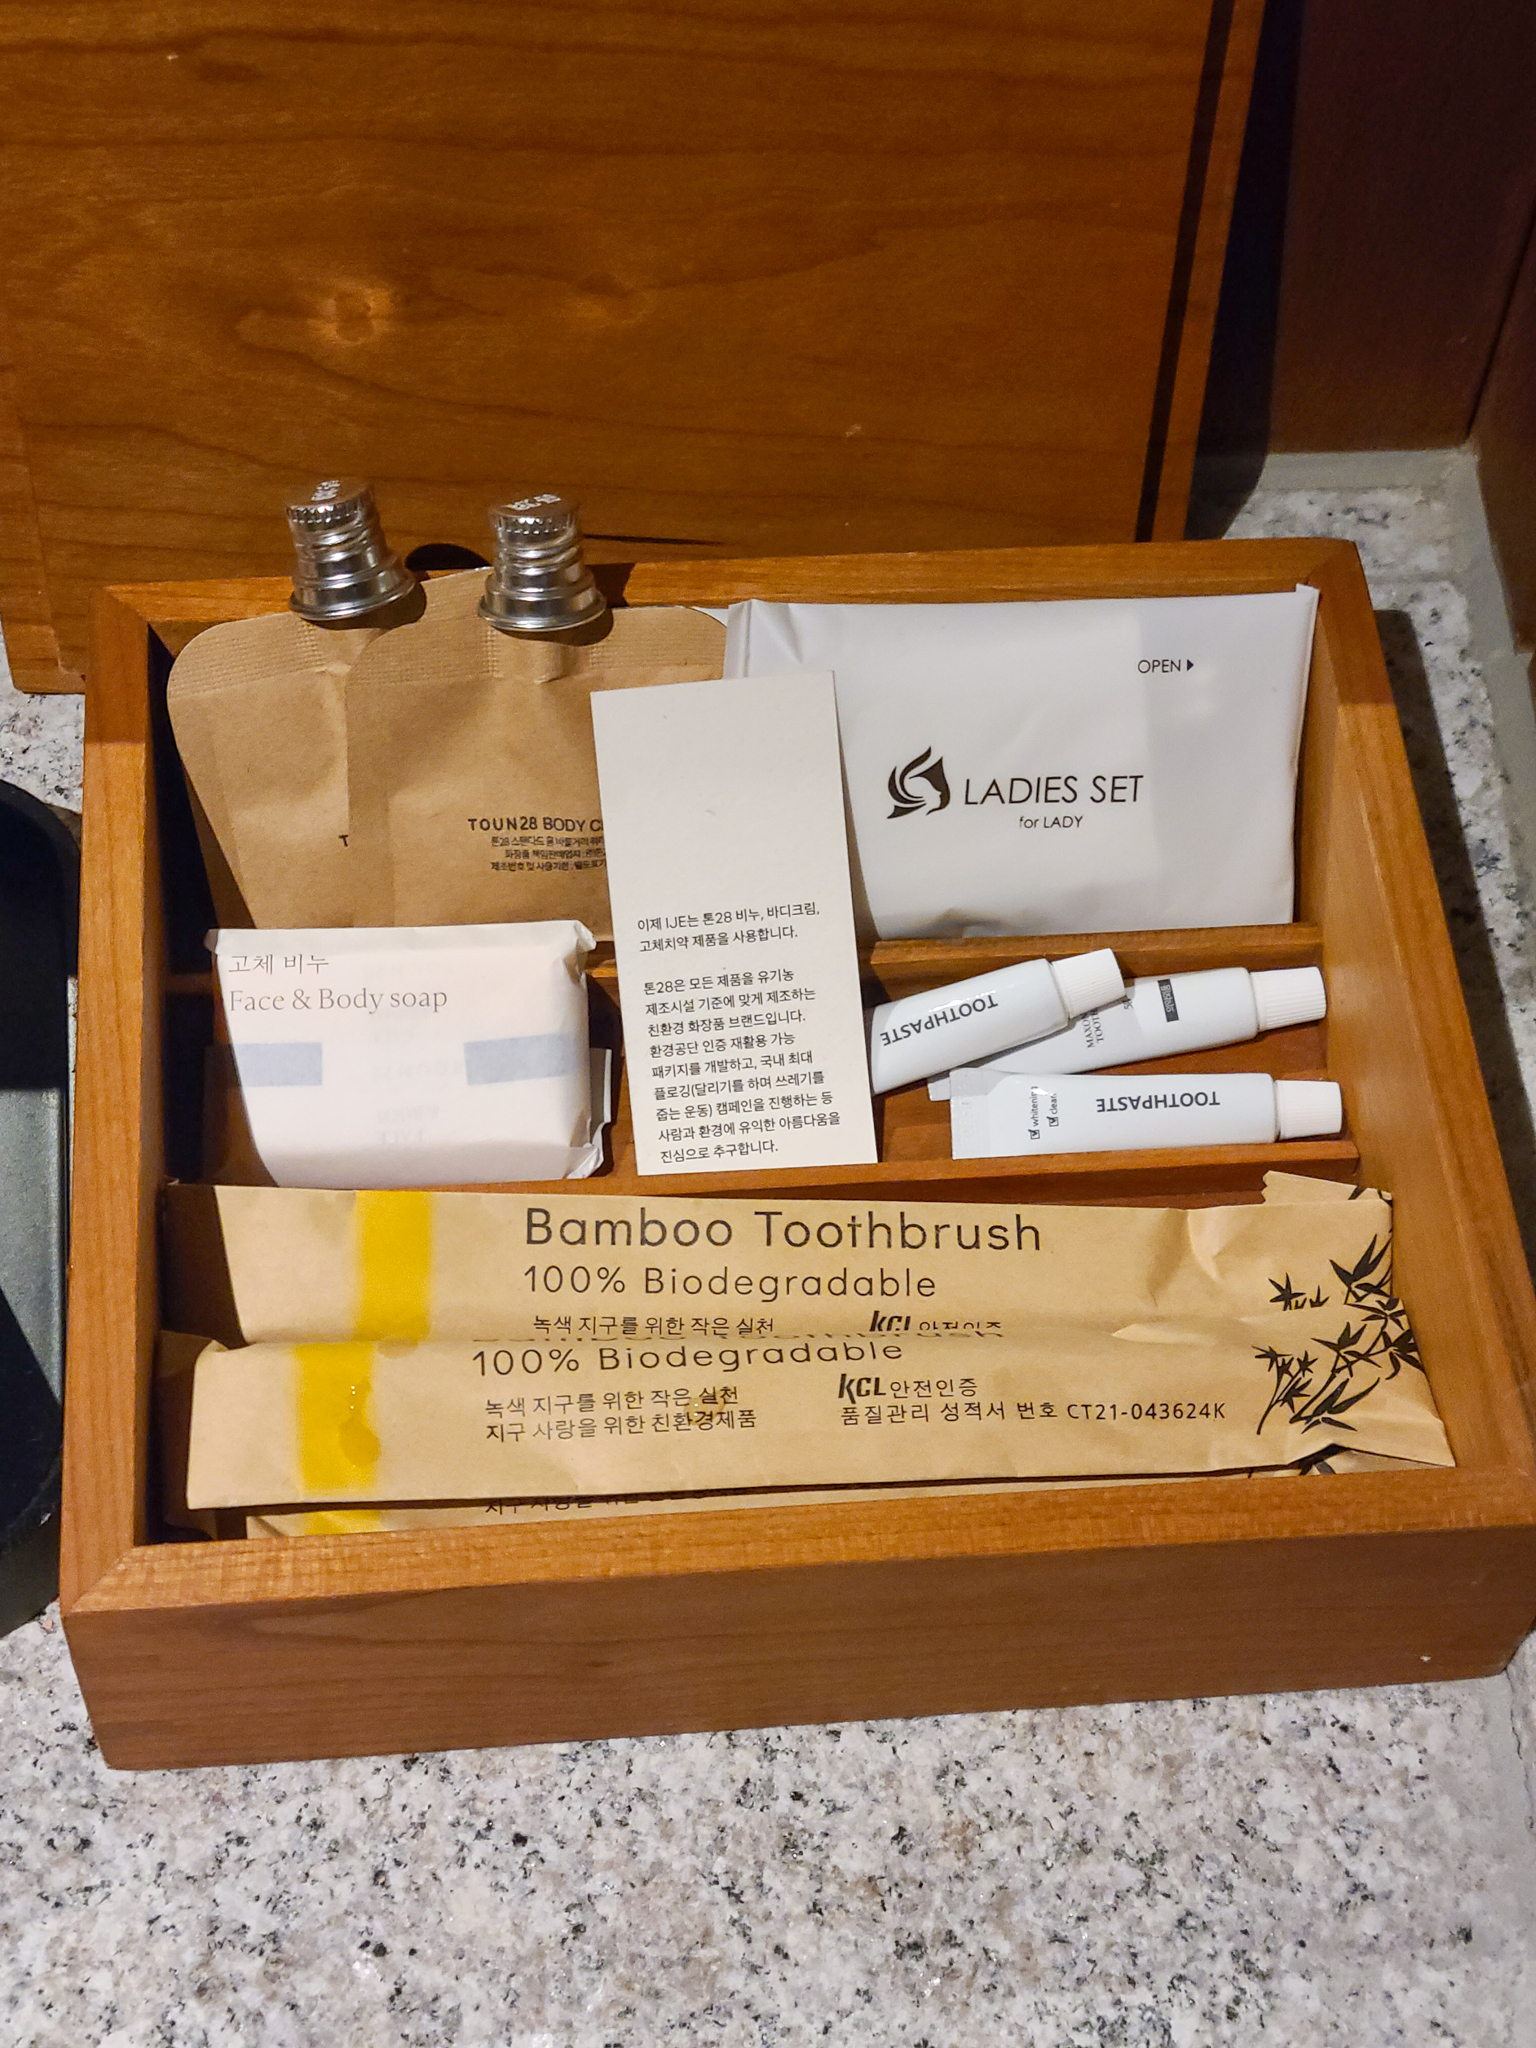 TOUN28 BODY
OPEN
LADIES SET
for LADY
고체 비누
Face & Body soap
이제 IJE는 톤28 비누, 바디크림,
고체치약 제품을 사용합니다.
톤28은 모든 제품을 유기농
제조시설 기준에 맞게 제조하는
친환경 화장품 브랜드입니다.
환경공단 인증 재활용 가능
패키지를 개발하고, 국내 최대
플로깅(달리기를 하며 쓰레기를
줍는 운동) 캠페인을 진행하는 등
사람과 환경에 유익한 아름다움을
진심으로 추구합니다.
TOOTHPASTE
TOOTHPASTE
whitening
clean
Bamboo Toothbrush
100% Biodegradable
녹색 지구를 위한 작은 실천
KCL 안전인증
100% Biodegradable
녹색 지구를 위한 작은 실천
지구 사랑을 위한 친환경제품
KCL 안전인증
품질관리 성적서 번호 CT21-043624K